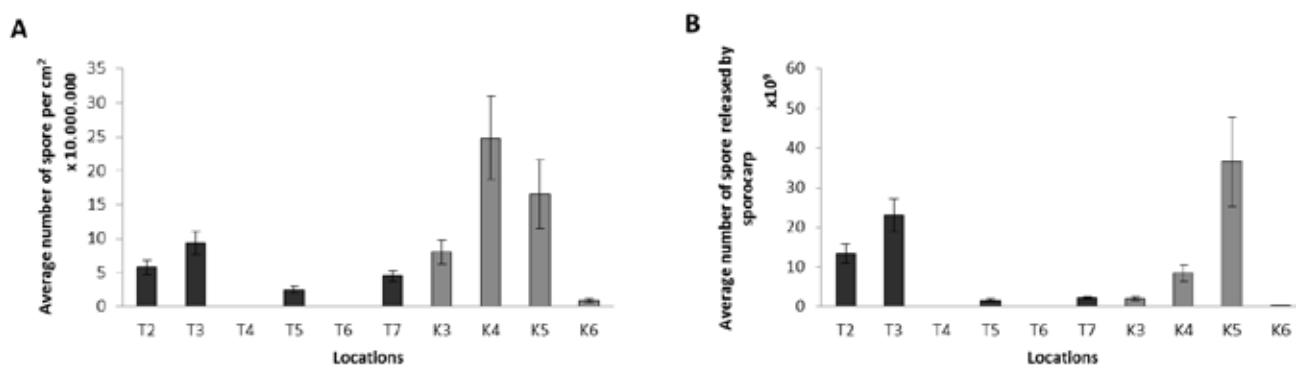 A
Average number of spore per cm²
x 10.000.000
35
30
25
20
15
10
5
0
T2 T3 T4 T5 T6 T7 K3 K4 K5 K6
Locations
B
Average number of spore released by
sporocarp
x10⁹
60
50
40
30
20
10
0
T2 T3 T4 T5 T6 T7 K3 K4 K5 K6
Locations